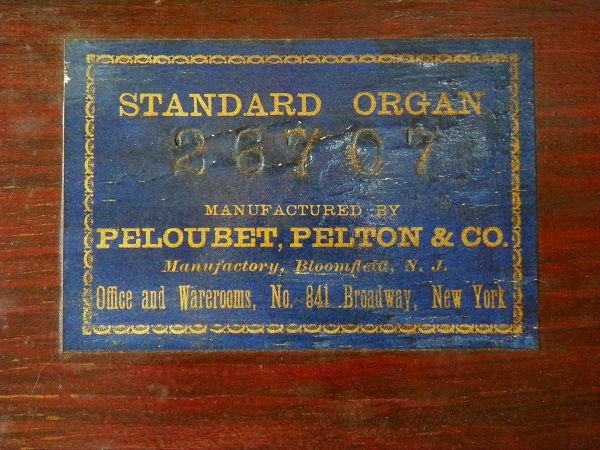 STANDARD ORGAN
26707
MANUFACTURED BY
PELOUBET, PELTON & CO.
Manufactory, Bloomfield, N. J.
Office and Warerooms, No. 841 Broadway, New York